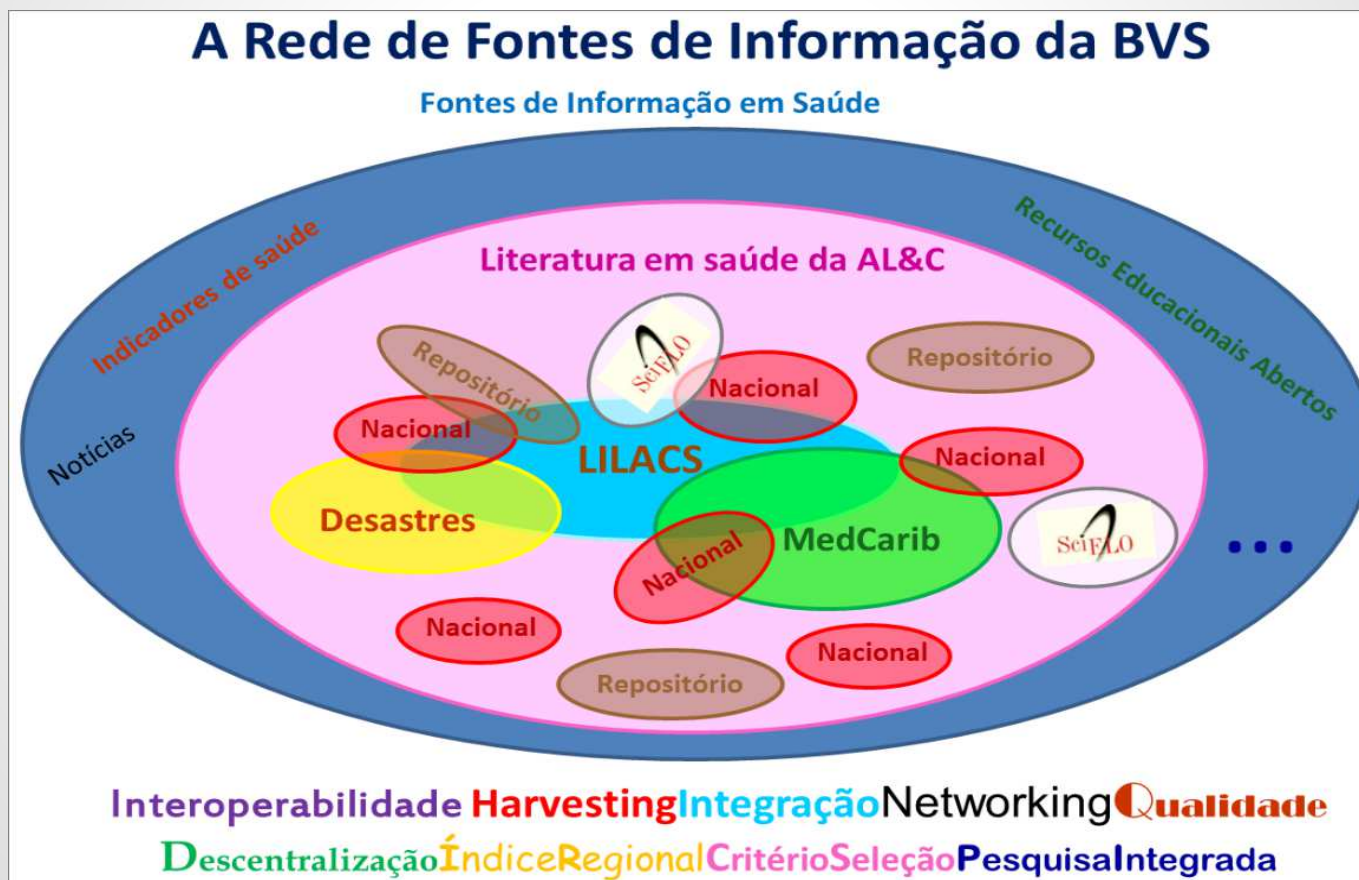 A Rede de Fontes de Informação da BVS
Fontes de Informação em Saúde
Indicadores de saúde
Notícias
Recursos Educacionais Abertos
Literatura em saúde da AL&C
Repositório
SciELO
Nacional
Repositório
Nacional
LILACS
Nacional
Desastres
MedCarib
SciELO
...
Nacional
Nacional
Nacional
Repositório
Interoperabilidade HarvestingIntegraçãoNetworkingQualidade
DescentralizaçãoÍndiceRegionalCritérioSeleçãoPesquisaIntegrada